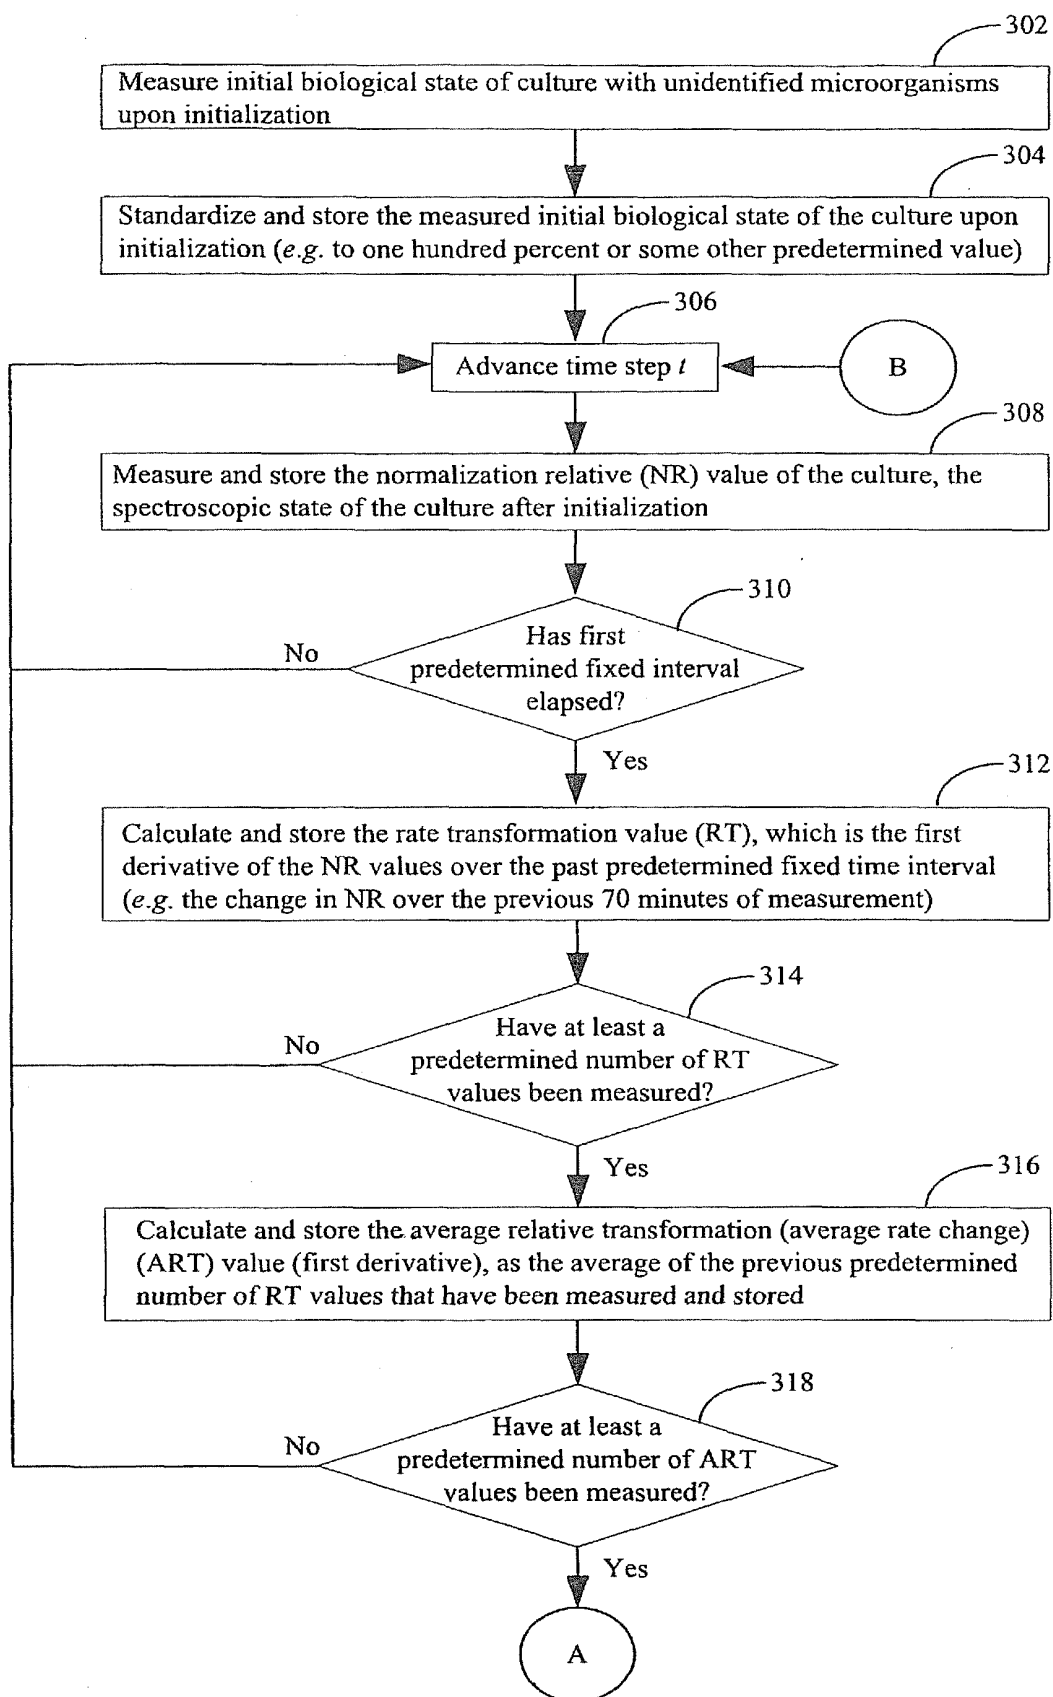 302
Measure initial biological state of culture with unidentified microorganisms
upon initialization
304
Standardize and store the measured initial biological state of the culture upon
initialization (e.g. to one hundred percent or some other predetermined value)
306
Advance time step t
B
308
Measure and store the normalization relative (NR) value of the culture, the
spectroscopic state of the culture after initialization
310
Has first
predetermined fixed interval
elapsed?
No
Yes
312
Calculate and store the rate transformation value (RT), which is the first
derivative of the NR values over the past predetermined fixed time interval
(e.g. the change in NR over the previous 70 minutes of measurement)
314
Have at least a
predetermined number of RT
values been measured?
No
Yes
316
Calculate and store the average relative transformation (average rate change)
(ART) value (first derivative), as the average of the previous predetermined
number of RT values that have been measured and stored
318
Have at least a
predetermined number of ART
values been measured?
No
Yes
A